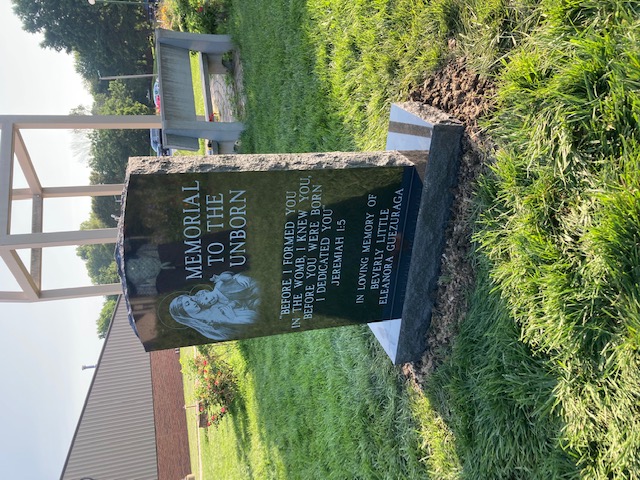 MEMORIAL
TO THE
UNBORN
"BEFORE I FORMED YOU
IN THE WOMB, I KNEW YOU,
BEFORE YOU WERE BORN
I DEDICATED YOU"
JEREMIAH 1:5
IN LOVING MEMORY OF
BEVERLY LITTLE
ELEANORA GUEZURAGA